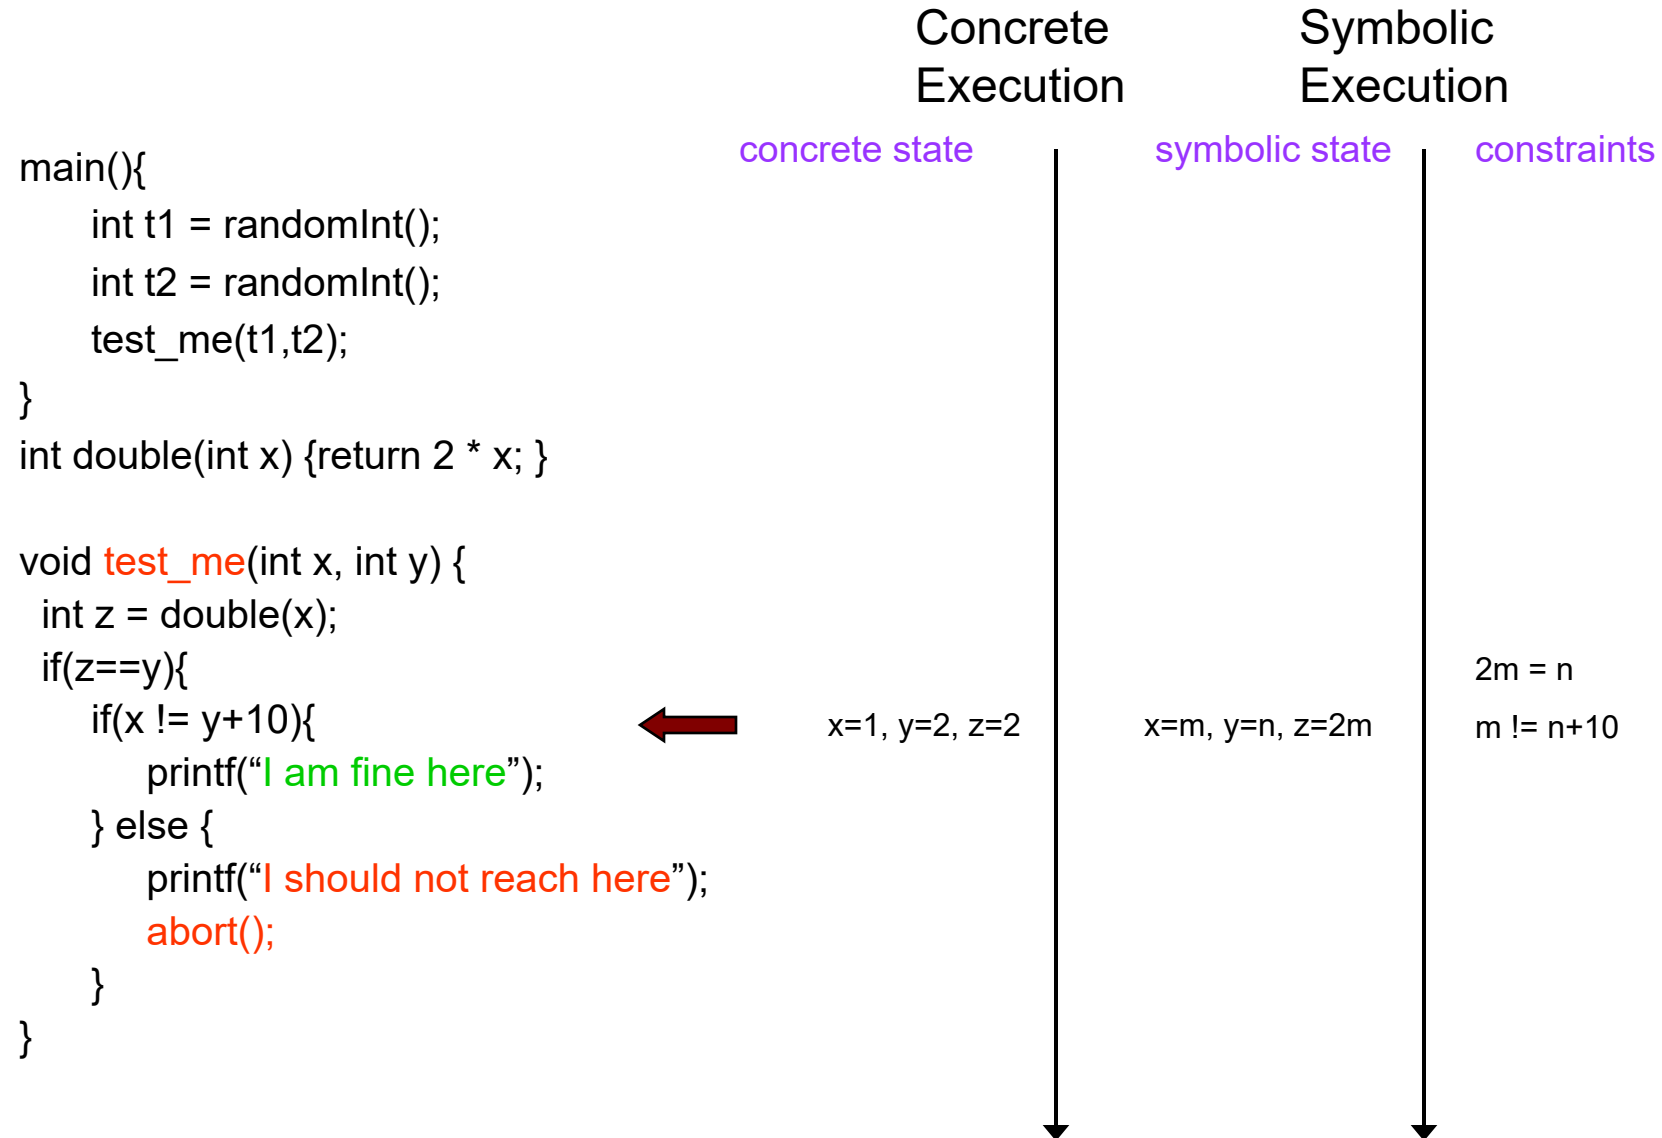 Concrete
Execution
Symbolic
Execution
concrete state
symbolic state
constraints
main(){
int t1 = randomInt();
int t2 = randomInt();
test_me(t1,t2);
}
int double(int x) {return 2 * x; }
void test_me(int x, int y) {
int z = double(x);
if(z==y){
2m = n
if(x != y+10){
x=1, y=2, z=2
x=m, y=n, z=2m
m != n+10
printf(“I am fine here”);
} else {
printf(“I should not reach here”);
abort();
}
}